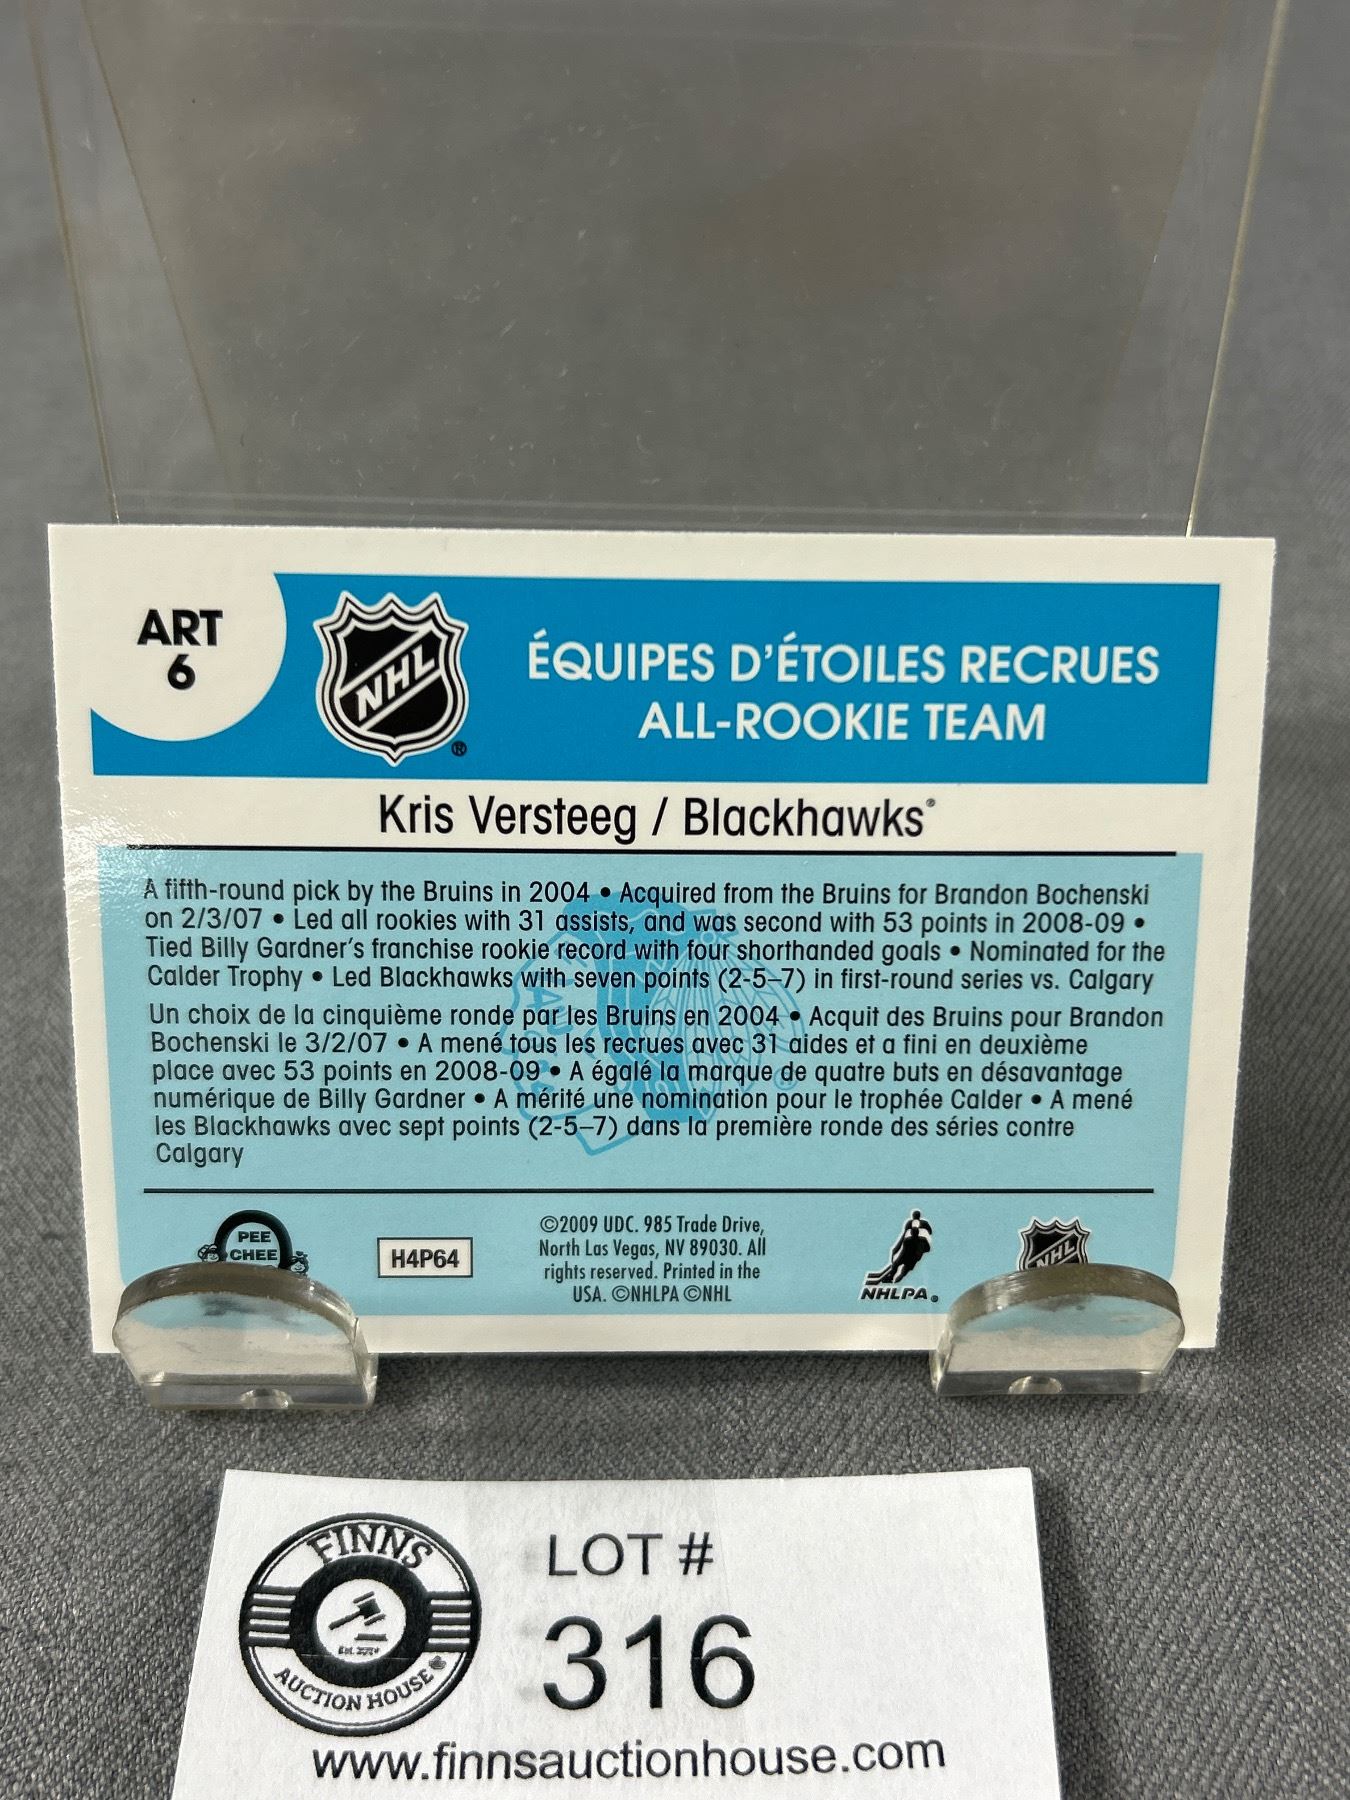 ART
6
NHL
®
ÉQUIPES D'ÉTOILES RECRUES
ALL-ROOKIE TEAM
Kris Versteeg / Blackhawks®
A fifth-round pick by the Bruins in 2004 • Acquired from the Bruins for Brandon Bochenski
on 2/3/07 • Led all rookies with 31 assists, and was second with 53 points in 2008-09 •
Tied Billy Gardner's franchise rookie record with four shorthanded goals • Nominated for the
Calder Trophy • Led Blackhawks with seven points (2-5–7) in first-round series vs. Calgary
Un choix de la cinquième ronde par les Bruins en 2004 • Acquit des Bruins pour Brandon
Bochenski le 3/2/07 • A mené tous les recrues avec 31 aides et a fini en deuxième
place avec 53 points en 2008-09 • A égalé la marque de quatre buts en désavantage
numérique de Billy Gardner • A mérité une nomination pour le trophée Calder • A mené
les Blackhawks avec sept points (2-5–7) dans la première ronde des séries contre
Calgary
PEE
CHEE
H4P64
©2009 UDC. 985 Trade Drive,
North Las Vegas, NV 89030. All
rights reserved. Printed in the
USA. ©NHLPA ©NHL
NHLPA®
NHL
FINNS
AUCTION HOUSE
LOT #
316
www.finnsauctionhouse.com